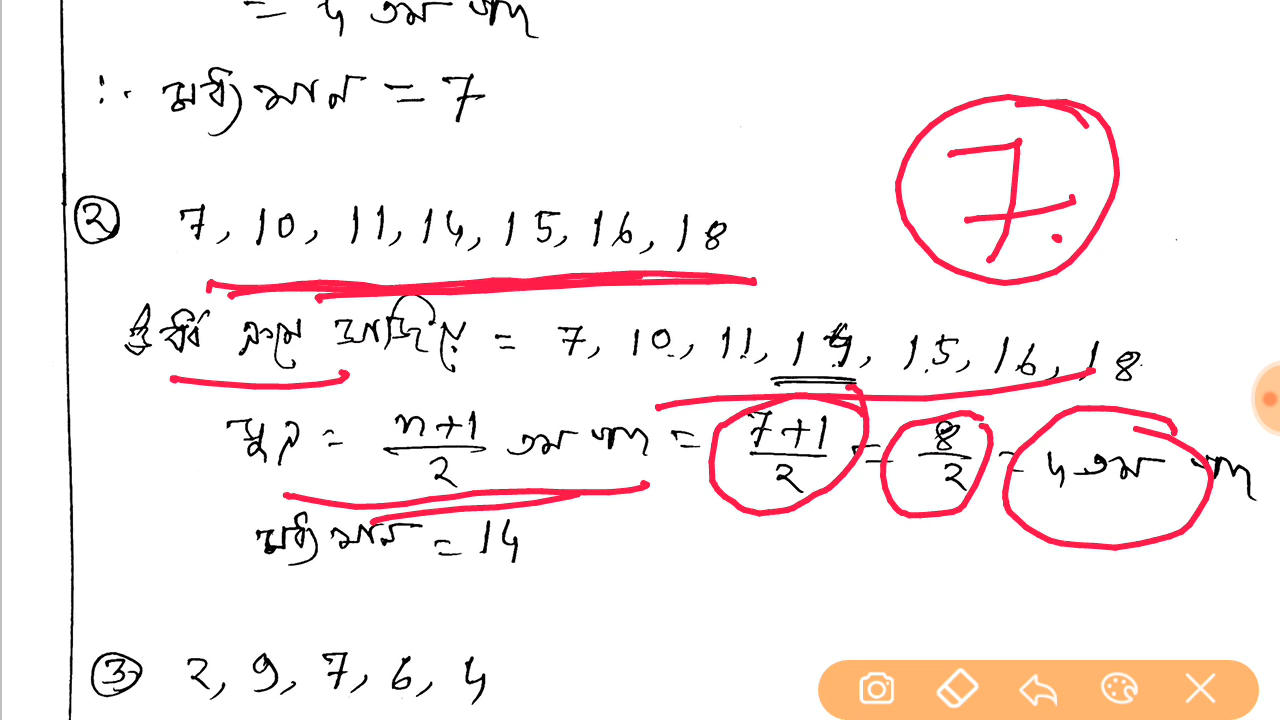 = 4 তম পদ
∴ মধ্যমান = 7
7.
② 7, 10, 11, 14, 15, 16, 18
ঊর্ধ্ব ক্রমে সাজিয়ে = 7, 10, 11, 14, 15, 16, 18
সূত্র = n+1/2 তম পদ = 7+1/2 = 8/2 = 4 তম পদ
মধ্যমান = 14
③ 2, 9, 7, 6, 4